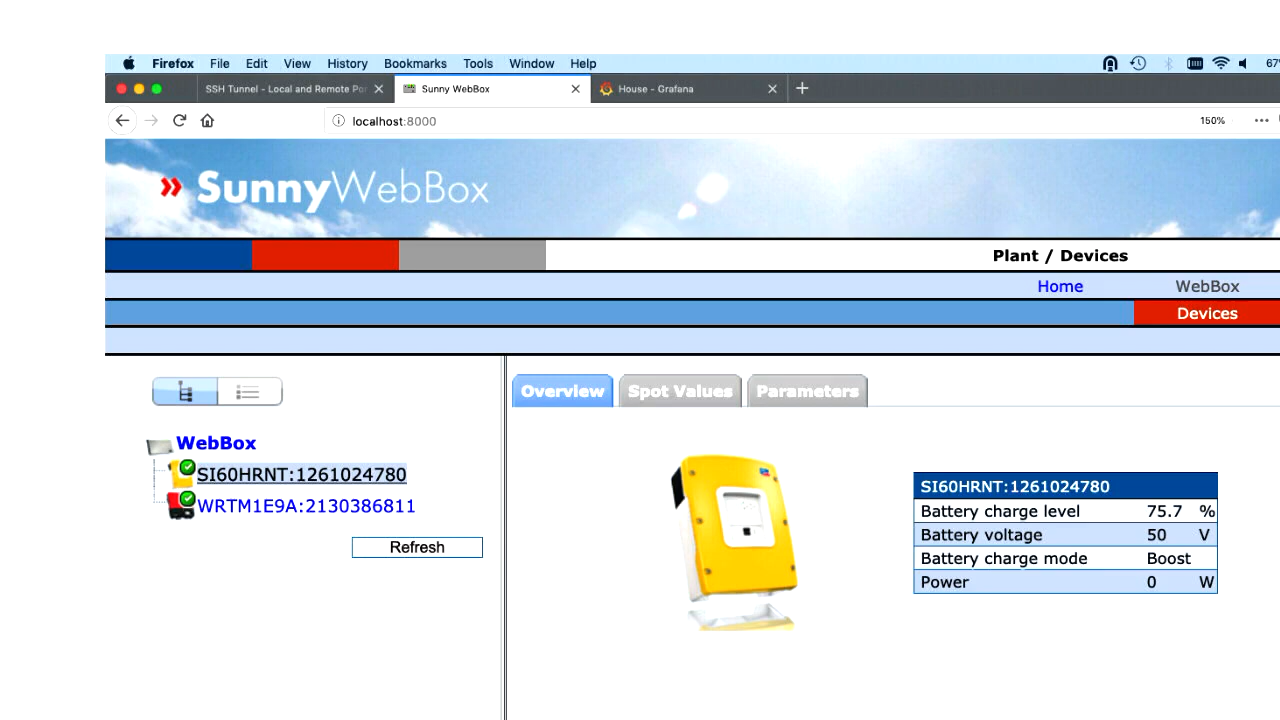 Firefox File Edit View History Bookmarks Tools Window Help 67%
SSH Tunnel - Local and Remote Por Sunny WebBox House - Grafana
localhost:8000 150%
SunnyWebBox
Plant / Devices
Home WebBox
Devices
Overview Spot Values Parameters
WebBox
SI60HRNT:1261024780
WRTM1E9A:2130386811
Refresh
SI60HRNT:1261024780
Battery charge level 75.7 %
Battery voltage 50 V
Battery charge mode Boost
Power 0 W